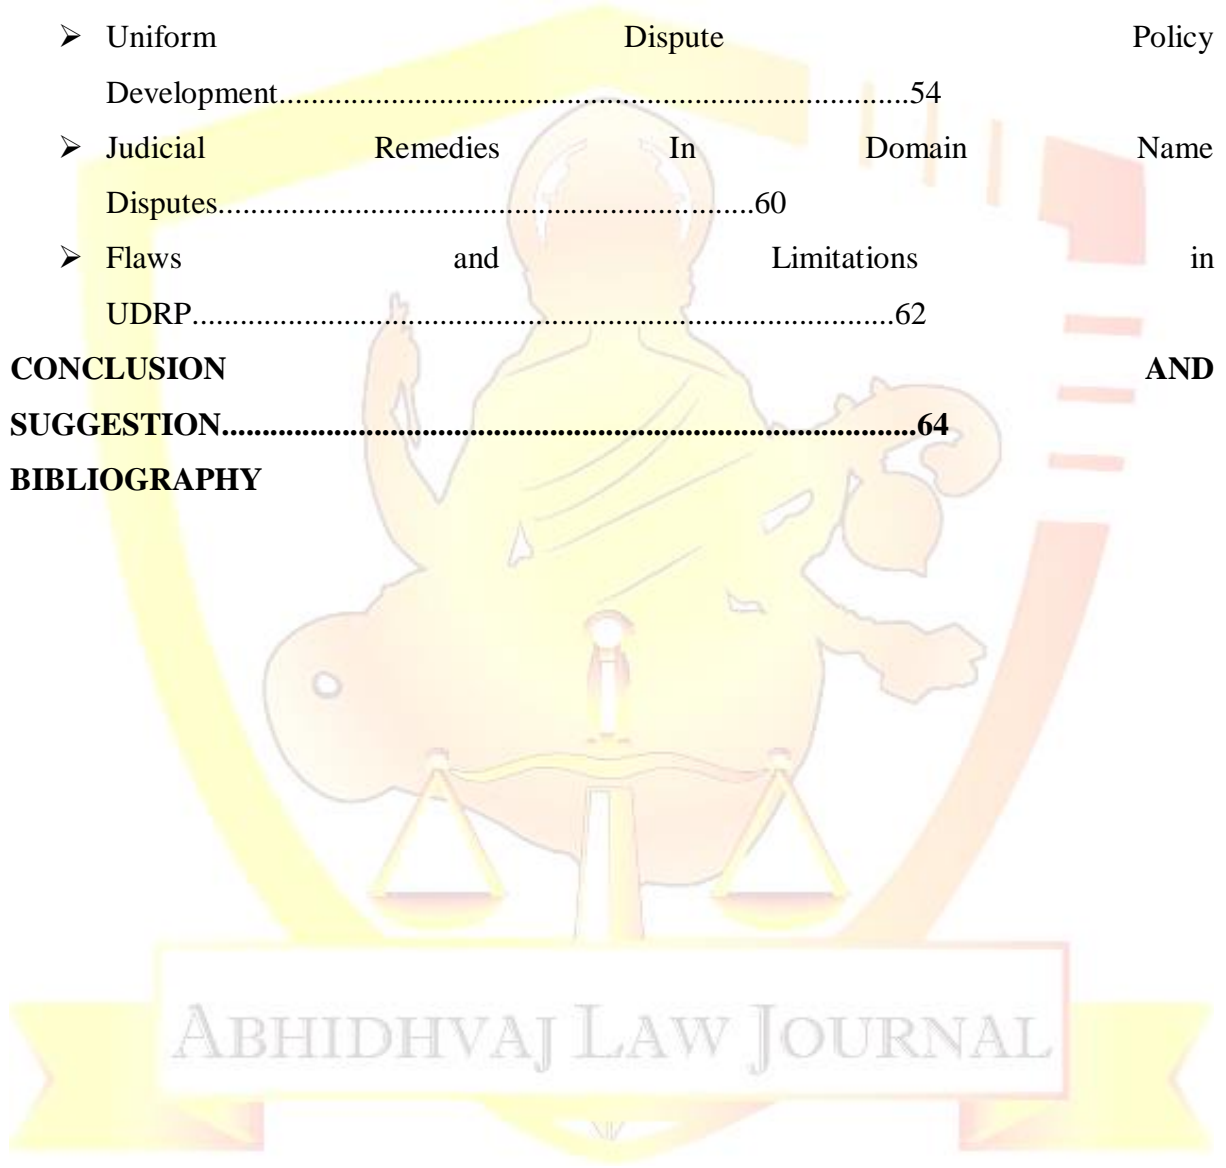 ➢ Uniform Dispute Policy
Development..............................................................................54
➢ Judicial Remedies In Domain Name
Disputes..................................................................60
➢ Flaws and Limitations in
UDRP.......................................................................................62
CONCLUSION AND
SUGGESTION.....................................................................................64
BIBLIOGRAPHY
ABHIDHVAJ LAW JOURNAL